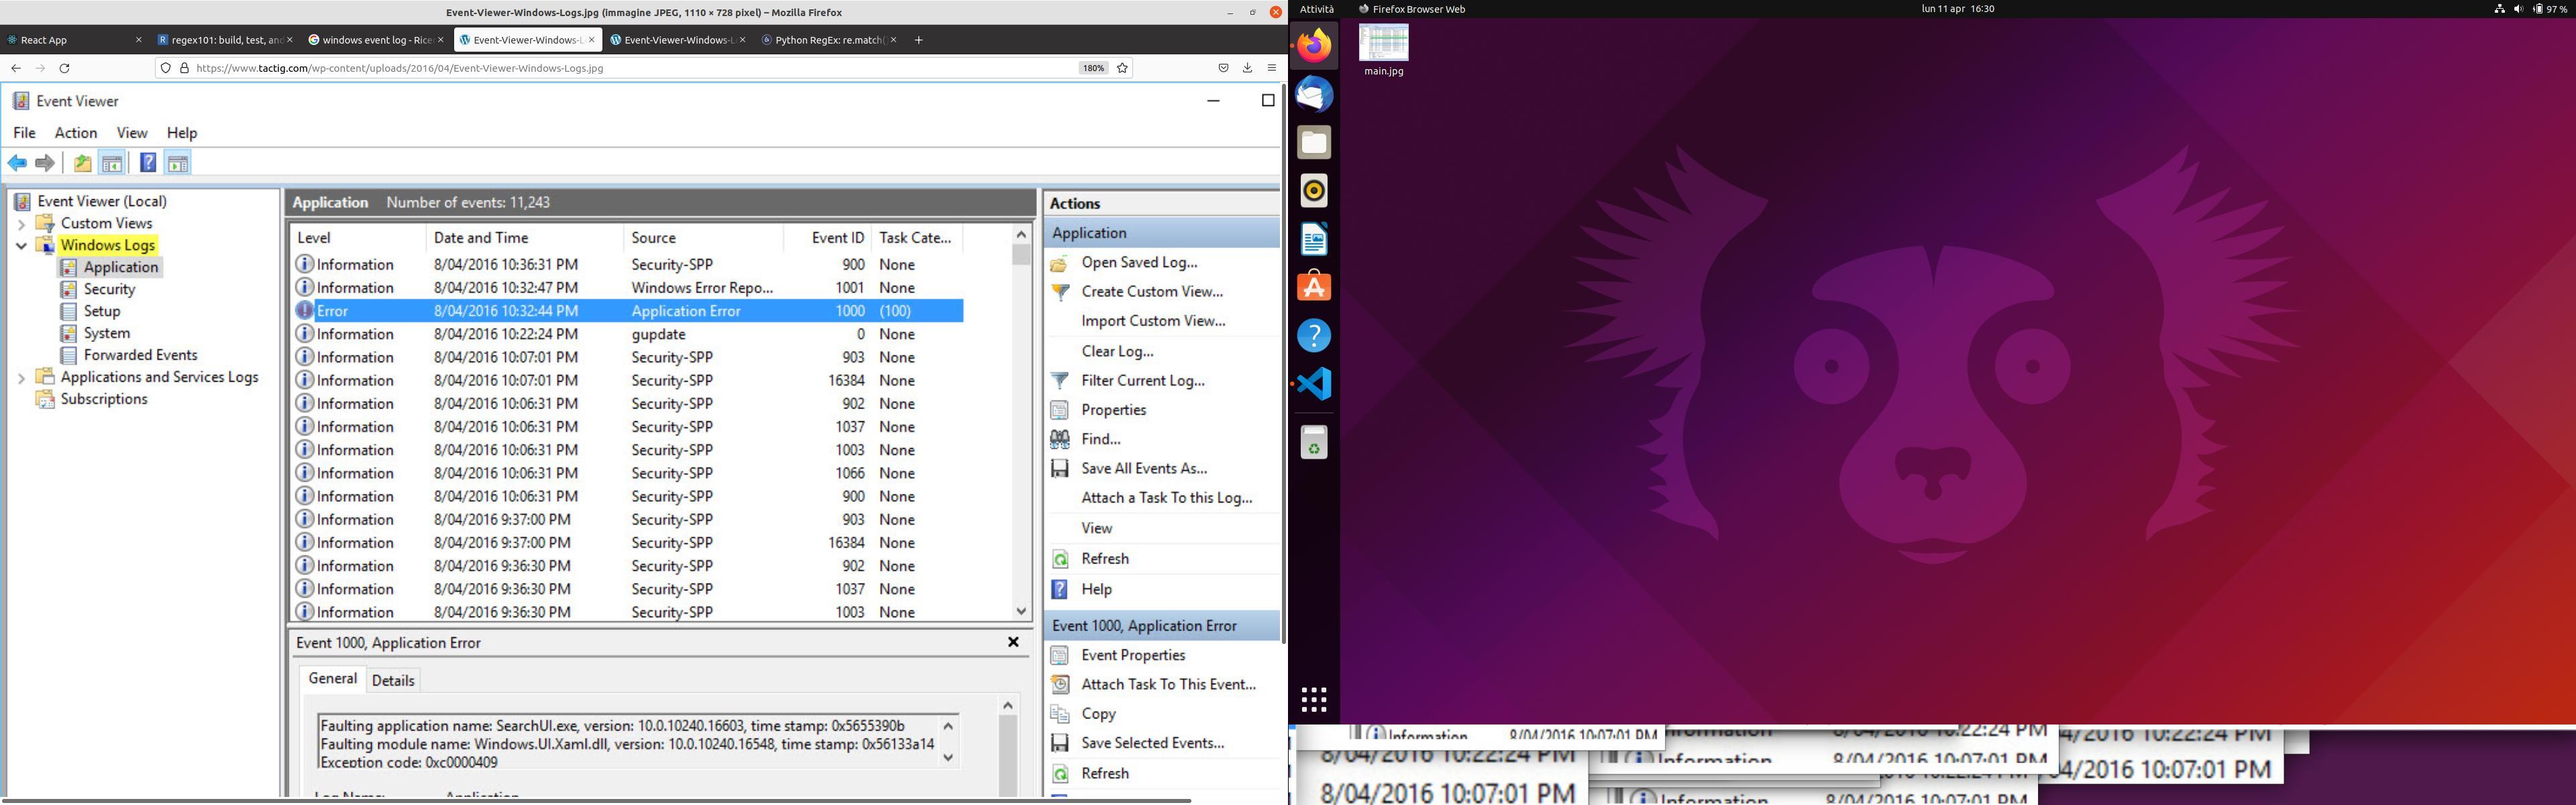 Event-Viewer-Windows-Logs.jpg (immagine JPEG, 1110 × 728 pixel) – Mozilla Firefox
React App
regex101: build, test, and
windows event log - Rice
Event-Viewer-Windows-L
Event-Viewer-Windows-L
Python RegEx: re.match(
https://www.tactig.com/wp-content/uploads/2016/04/Event-Viewer-Windows-Logs.jpg
180%
Event Viewer
File Action View Help
Event Viewer (Local)
Custom Views
Windows Logs
Application
Security
Setup
System
Forwarded Events
Applications and Services Logs
Subscriptions
Application Number of events: 11,243
Level Date and Time Source Event ID Task Cate...
Information 8/04/2016 10:36:31 PM Security-SPP 900 None
Information 8/04/2016 10:32:47 PM Windows Error Repo... 1001 None
Error 8/04/2016 10:32:44 PM Application Error 1000 (100)
Information 8/04/2016 10:22:24 PM gupdate 0 None
Information 8/04/2016 10:07:01 PM Security-SPP 903 None
Information 8/04/2016 10:07:01 PM Security-SPP 16384 None
Information 8/04/2016 10:06:31 PM Security-SPP 902 None
Information 8/04/2016 10:06:31 PM Security-SPP 1037 None
Information 8/04/2016 10:06:31 PM Security-SPP 1003 None
Information 8/04/2016 10:06:31 PM Security-SPP 1066 None
Information 8/04/2016 10:06:31 PM Security-SPP 900 None
Information 8/04/2016 9:37:00 PM Security-SPP 903 None
Information 8/04/2016 9:37:00 PM Security-SPP 16384 None
Information 8/04/2016 9:36:30 PM Security-SPP 902 None
Information 8/04/2016 9:36:30 PM Security-SPP 1037 None
Information 8/04/2016 9:36:30 PM Security-SPP 1003 None
Event 1000, Application Error
General Details
Faulting application name: SearchUI.exe, version: 10.0.10240.16603, time stamp: 0x5655390b
Faulting module name: Windows.UI.Xaml.dll, version: 10.0.10240.16548, time stamp: 0x56133a14
Exception code: 0xc0000409
Log Name: Application
Actions
Application
Open Saved Log...
Create Custom View...
Import Custom View...
Clear Log...
Filter Current Log...
Properties
Find...
Save All Events As...
Attach a Task To this Log...
View
Refresh
Help
Event 1000, Application Error
Event Properties
Attach Task To This Event...
Copy
Save Selected Events...
Refresh
Attività Firefox Browser Web
lun 11 apr 16:30
97 %
main.jpg
Information 8/04/2016 10:07:01 PM
8/04/2016 10:22:24 PM
8/04/2016 10:07:01 PM
22:24 PM
Information 8/04/2016 10:07:01 PM
Information 8/04/2016 10:07:01 PM
4/2016 10:22:24 PM
04/2016 10:07:01 PM